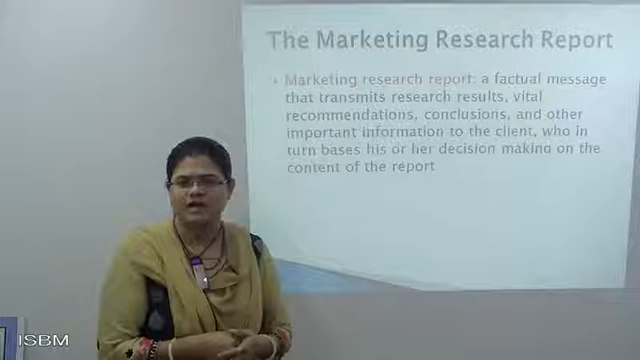 The Marketing Research Report
Marketing research report: a factual message
that transmits research results, vital
recommendations, conclusions, and other
important information to the client, who in
turn bases his or her decision making on the
content of the report
ISBM